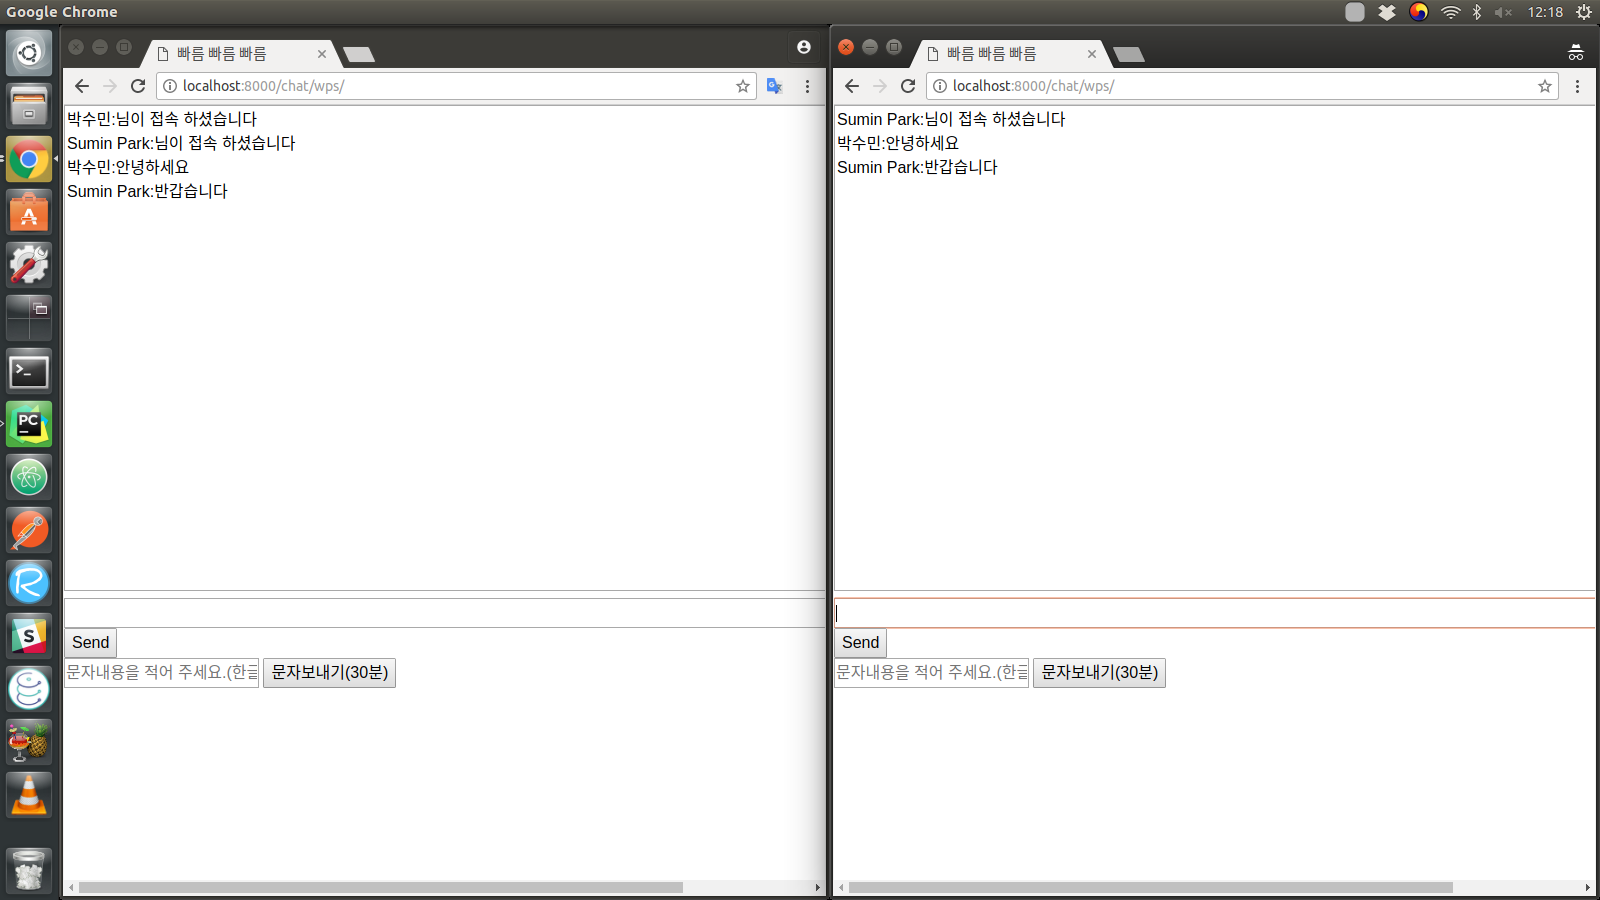 Google Chrome
12:18
빠름 빠름 빠름
localhost:8000/chat/wps/
박수민:님이 접속 하셨습니다
Sumin Park:님이 접속 하셨습니다
박수민:안녕하세요
Sumin Park:반갑습니다
Send
문자내용을 적어 주세요.(한글
문자보내기(30분)
빠름 빠름 빠름
localhost:8000/chat/wps/
Sumin Park:님이 접속 하셨습니다
박수민:안녕하세요
Sumin Park:반갑습니다
Send
문자내용을 적어 주세요.(한글
문자보내기(30분)
PC